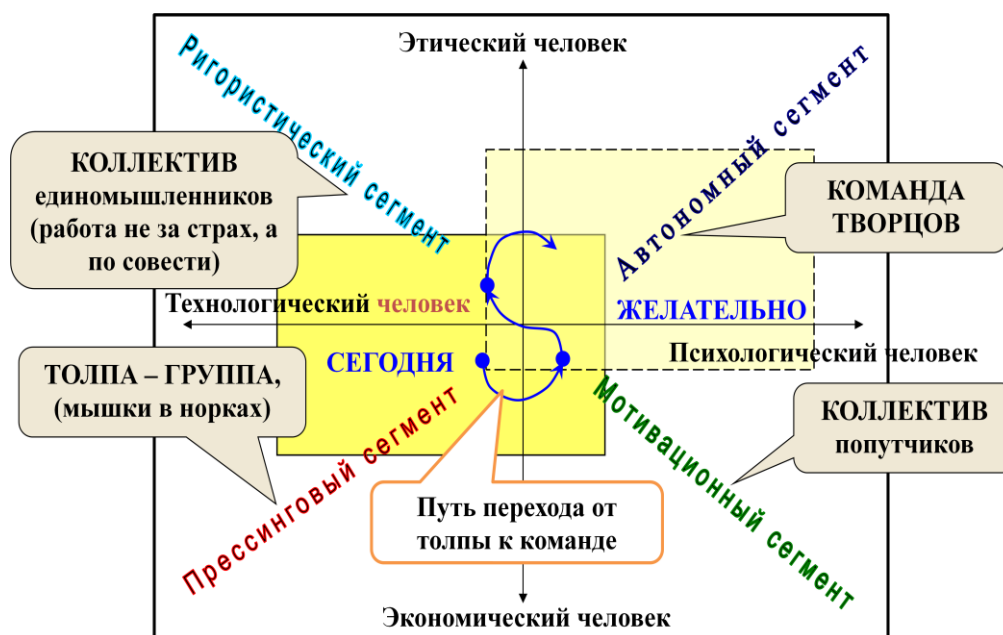 Этический человек
Ригористический сегмент
Автономный сегмент
КОЛЛЕКТИВ
единомышленников
(работа не за страх, а
по совести)
КОМАНДА
ТВОРЦОВ
Технологический человек
ЖЕЛАТЕЛЬНО
Психологический человек
СЕГОДНЯ
ТОЛПА – ГРУППА,
(мышки в норках)
КОЛЛЕКТИВ
попутчиков
Прессинговый сегмент
Мотивационный сегмент
Путь перехода от
толпы к команде
Экономический человек